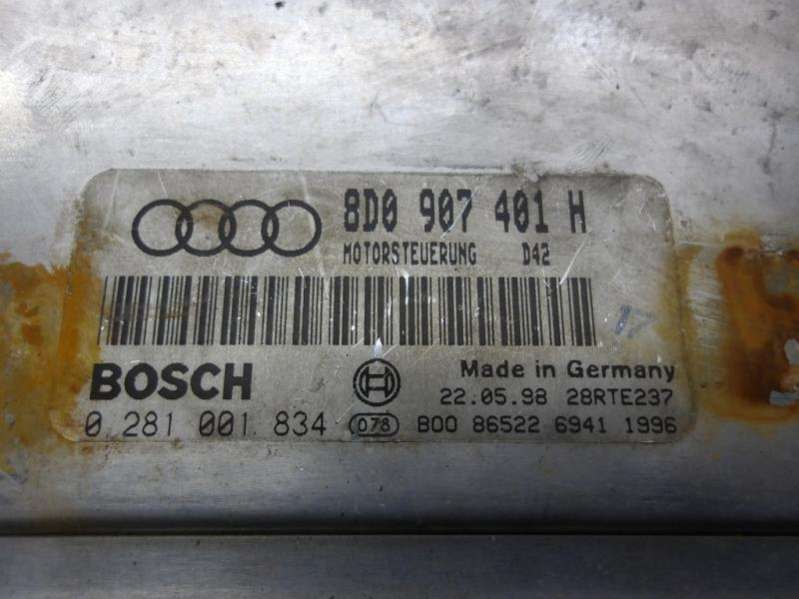 8D0 907 401 H
MOTORSTEUERUNG D42
17
BOSCH
Made in Germany
22.05.98 28RTE237
0 281 001 834 078 B00 86522 6941 1996